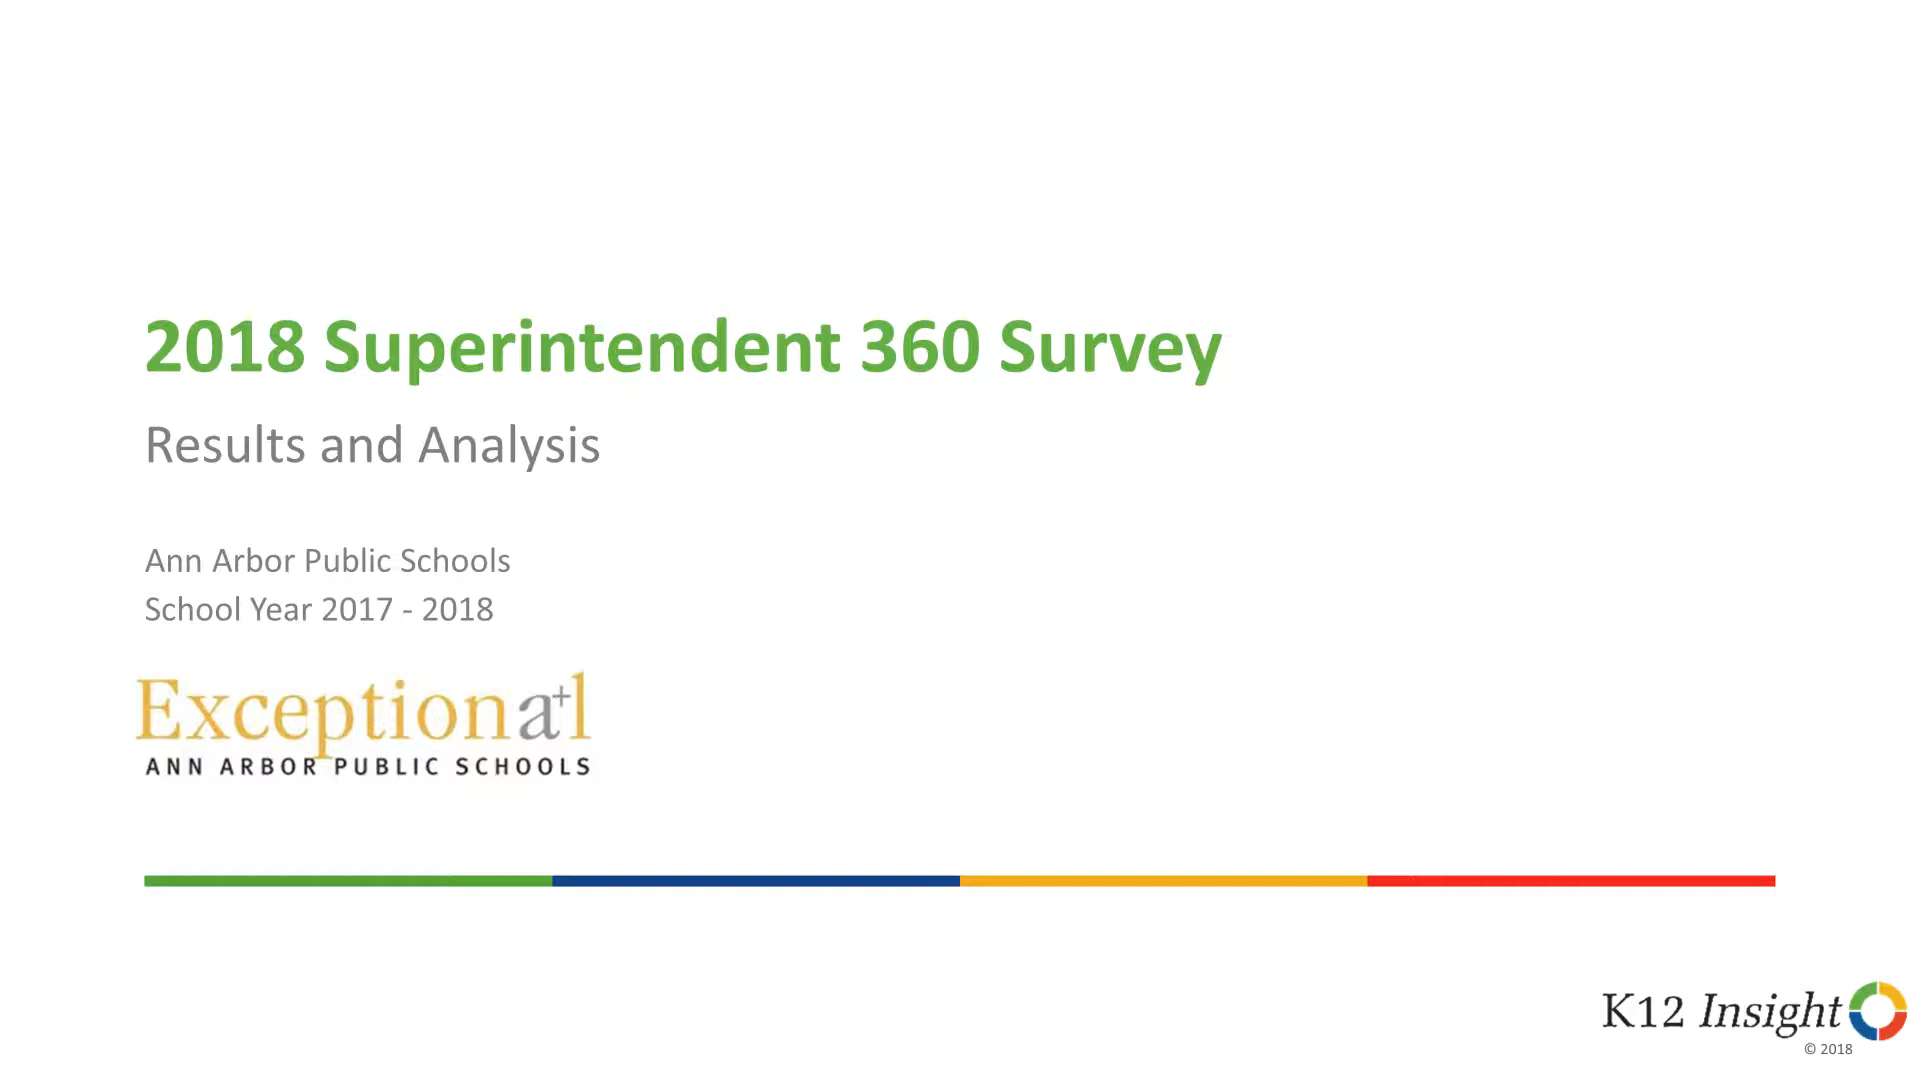 2018 Superintendent 360 Survey
Results and Analysis
Ann Arbor Public Schools
School Year 2017 - 2018
Exceptiona+l
ANN ARBOR PUBLIC SCHOOLS
K12 Insight
© 2018